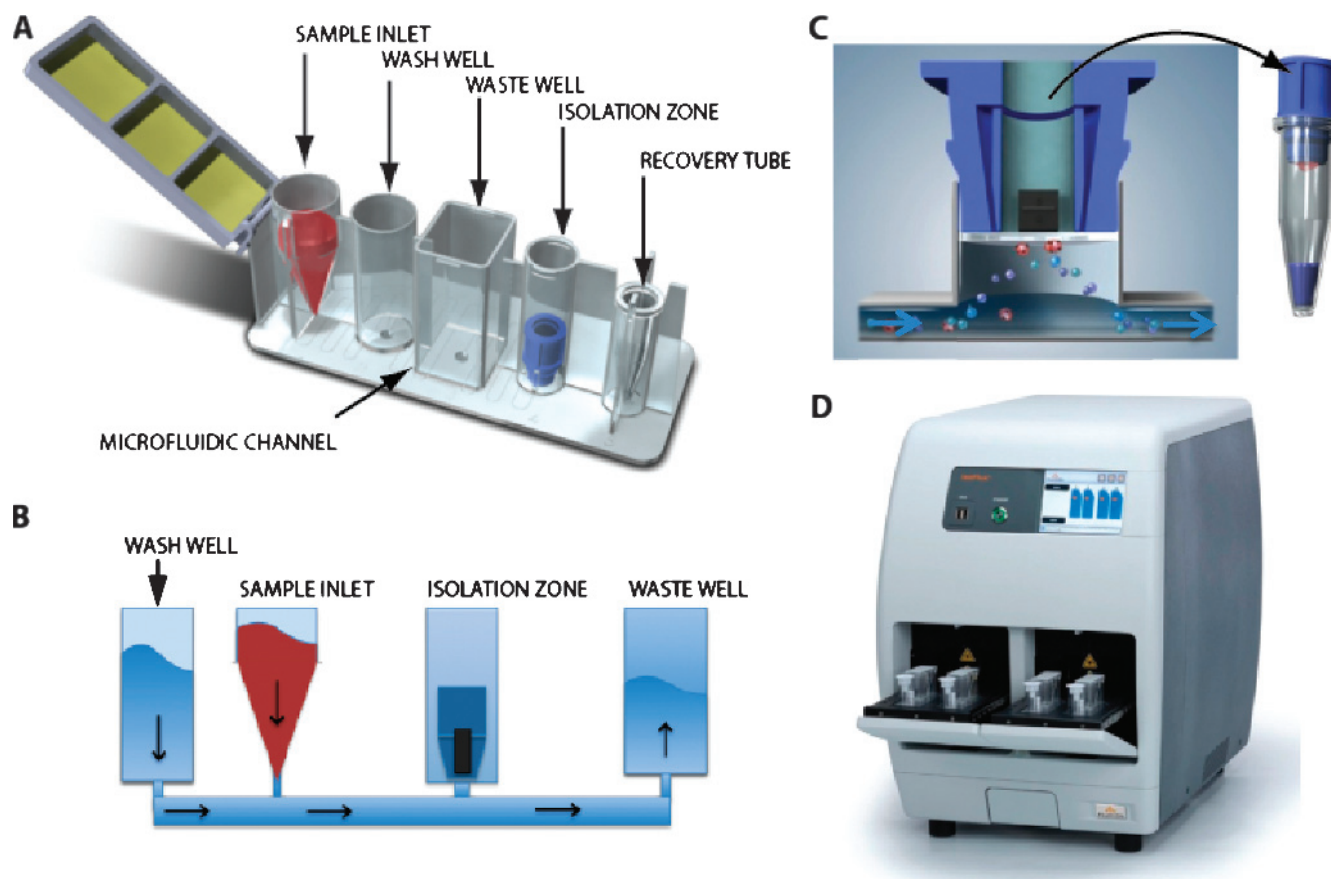 A
SAMPLE INLET
WASH WELL
WASTE WELL
ISOLATION ZONE
RECOVERY TUBE
MICROFLUIDIC CHANNEL
B
WASH WELL
SAMPLE INLET
ISOLATION ZONE
WASTE WELL
C
D